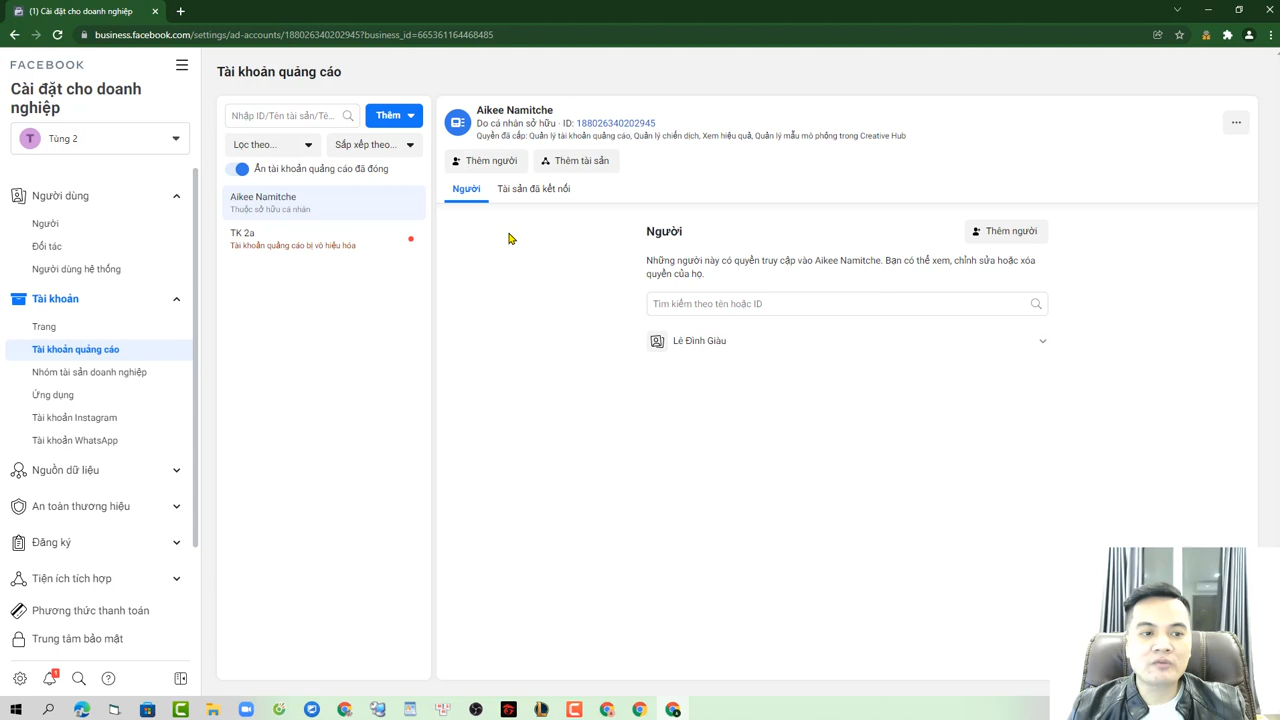 (1) Cài đặt cho doanh nghiệp
business.facebook.com/settings/ad-accounts/188026340202945?business_id=665361164468485
FACEBOOK
Cài đặt cho doanh nghiệp
T Tùng 2
Người dùng
Người
Đối tác
Người dùng hệ thống
Tài khoản
Trang
Tài khoản quảng cáo
Nhóm tài sản doanh nghiệp
Ứng dụng
Tài khoản Instagram
Tài khoản WhatsApp
Nguồn dữ liệu
An toàn thương hiệu
Đăng ký
Tiện ích tích hợp
Phương thức thanh toán
Trung tâm bảo mật
Tài khoản quảng cáo
Nhập ID/Tên tài sản/Tê...
Thêm
Lọc theo...
Sắp xếp theo...
Ẩn tài khoản quảng cáo đã đóng
Aikee Namitche
Thuộc sở hữu cá nhân
TK 2a
Tài khoản quảng cáo bị vô hiệu hóa
Aikee Namitche
Do cá nhân sở hữu · ID: 188026340202945
Quyền đã cấp: Quản lý tài khoản quảng cáo, Quản lý chiến dịch, Xem hiệu quả, Quản lý mẫu mô phỏng trong Creative Hub
Thêm người
Thêm tài sản
Người
Tài sản đã kết nối
Người
Thêm người
Những người này có quyền truy cập vào Aikee Namitche. Bạn có thể xem, chỉnh sửa hoặc xóa
quyền của họ.
Tìm kiếm theo tên hoặc ID
Lê Đình Giàu